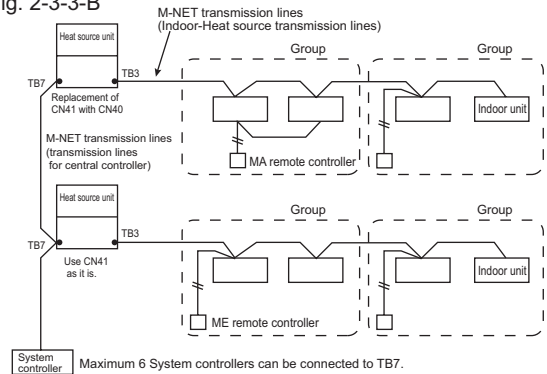 ig. 2-3-3-B
M-NET transmission lines
(Indoor-Heat source transmission lines)
Heat source unit
Group
Group
TB7
TB3
Replacement of
CN41 with CN40
Indoor unit
M-NET transmission lines
(transmission lines
for central controller)
MA remote controller
Heat source unit
Group
Group
TB7
TB3
Use CN41
as it is.
Indoor unit
ME remote controller
System
controller
Maximum 6 System controllers can be connected to TB7.